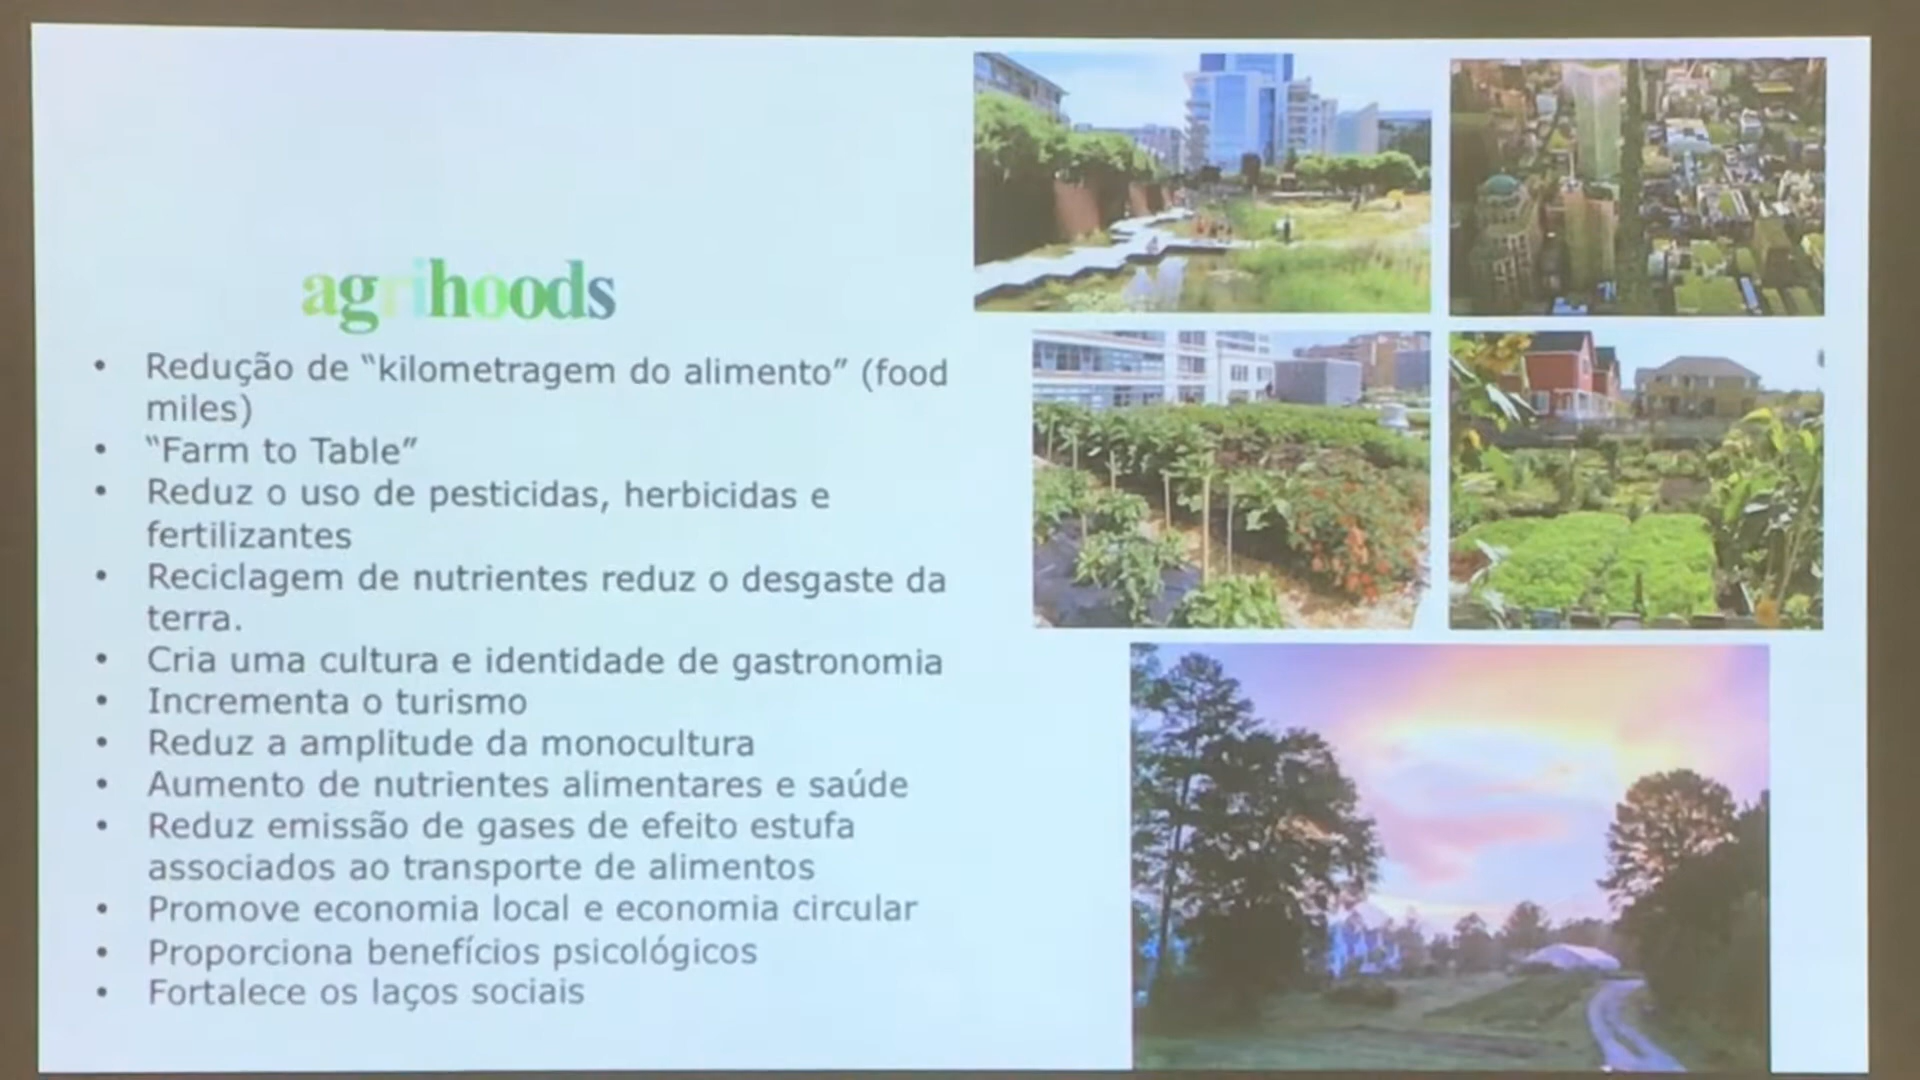 agrihoods
• Redução de “kilometragem do alimento” (food
miles)
• “Farm to Table”
• Reduz o uso de pesticidas, herbicidas e
fertilizantes
• Reciclagem de nutrientes reduz o desgaste da
terra.
• Cria uma cultura e identidade de gastronomia
• Incrementa o turismo
• Reduz a amplitude da monocultura
• Aumento de nutrientes alimentares e saúde
• Reduz emissão de gases de efeito estufa
associados ao transporte de alimentos
• Promove economia local e economia circular
• Proporciona benefícios psicológicos
• Fortalece os laços sociais